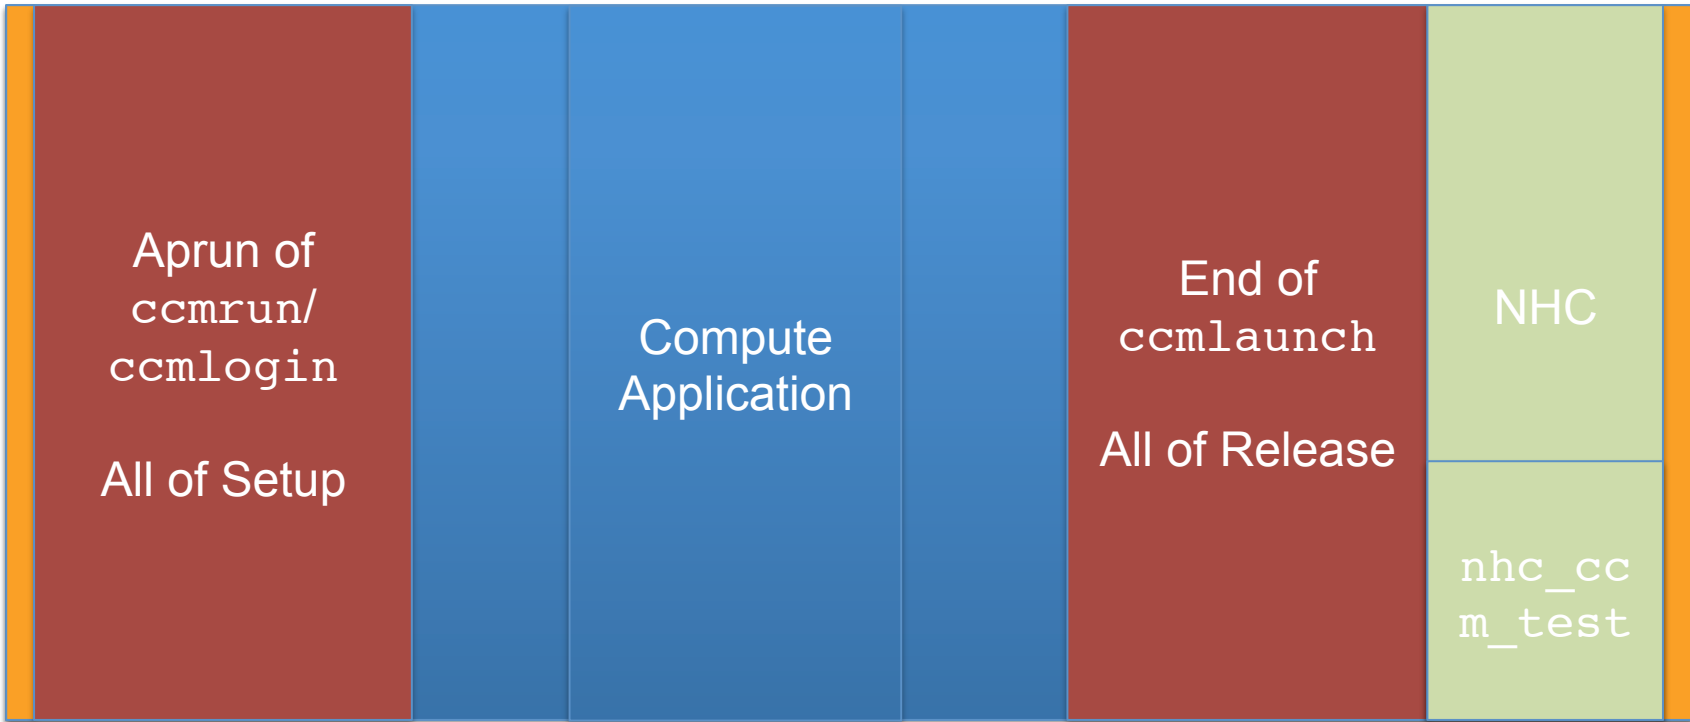 Aprun of
ccmrun/
ccmlogin
All of Setup
Compute
Application
End of
ccmlaunch
All of Release
NHC
nhc_cc
m_test